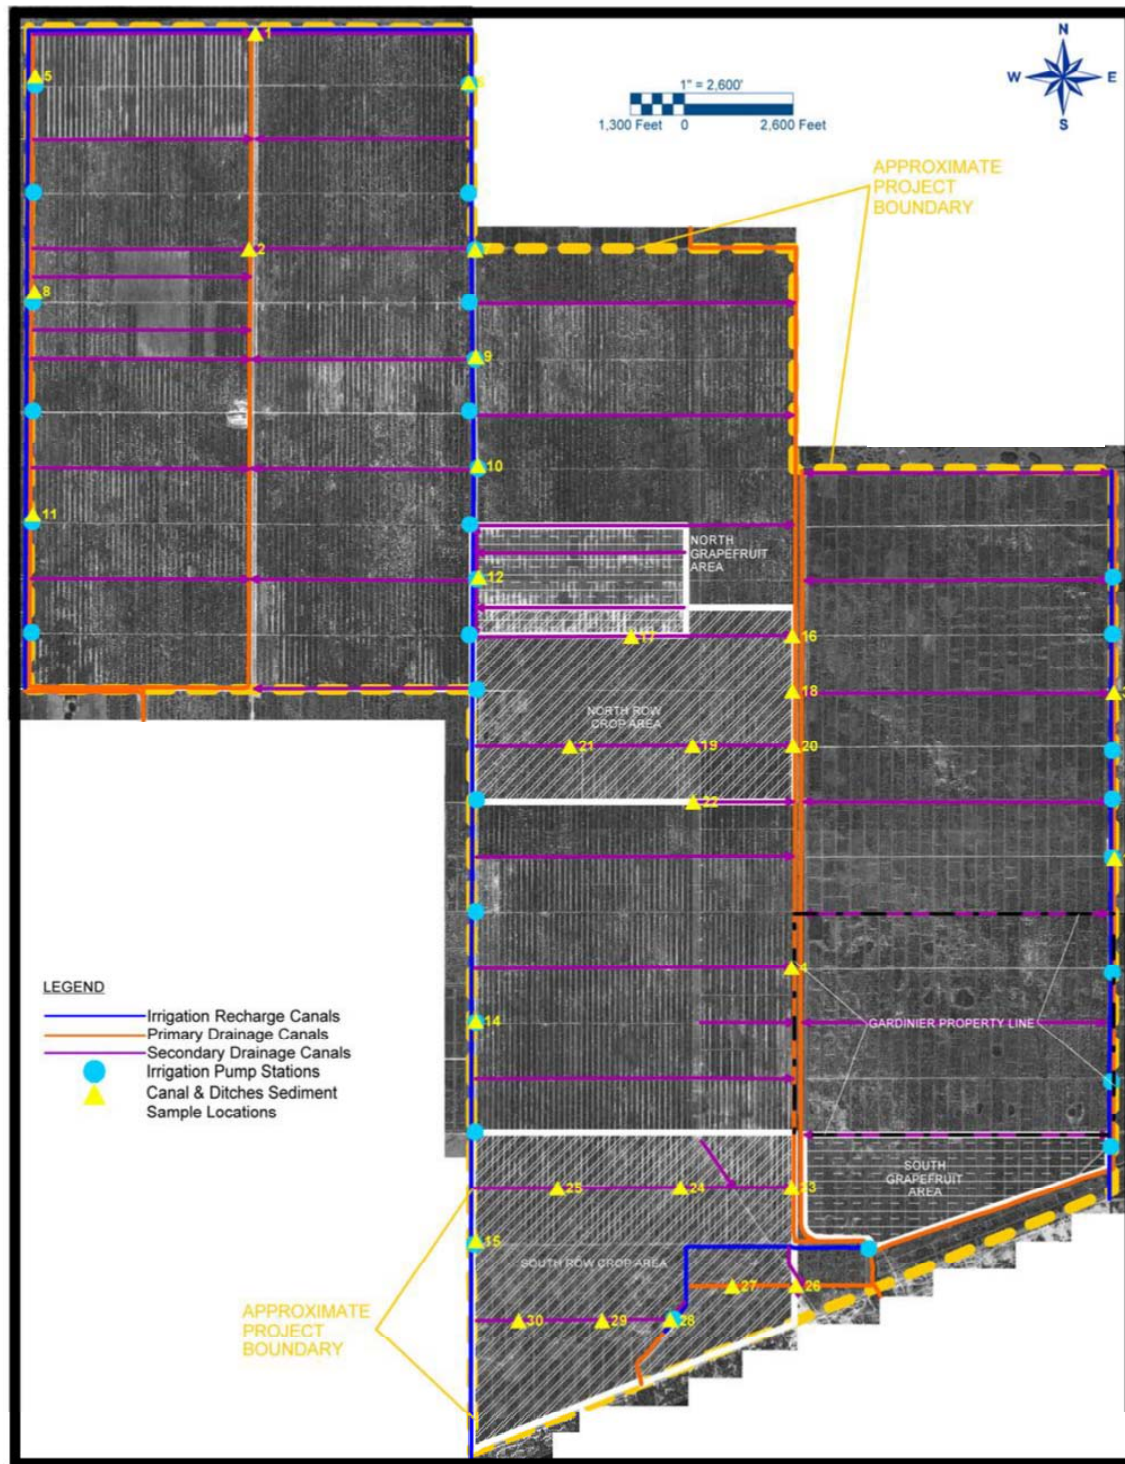 N
W E
S
1" = 2,600'
1,300 Feet 0 2,600 Feet
APPROXIMATE
PROJECT
BOUNDARY
1
5
6
2
7
8
9
10
11
12
NORTH
GRAPEFRUIT
AREA
17
16
18
NORTH ROW
CROP AREA
21
19
20
22
4
14
GARDINIER PROPERTY LINE
LEGEND
Irrigation Recharge Canals
Primary Drainage Canals
Secondary Drainage Canals
Irrigation Pump Stations
Canal & Ditches Sediment
Sample Locations
SOUTH
GRAPEFRUIT
AREA
25
24
23
15
SOUTH ROW CROP AREA
27
26
30
29
28
APPROXIMATE
PROJECT
BOUNDARY